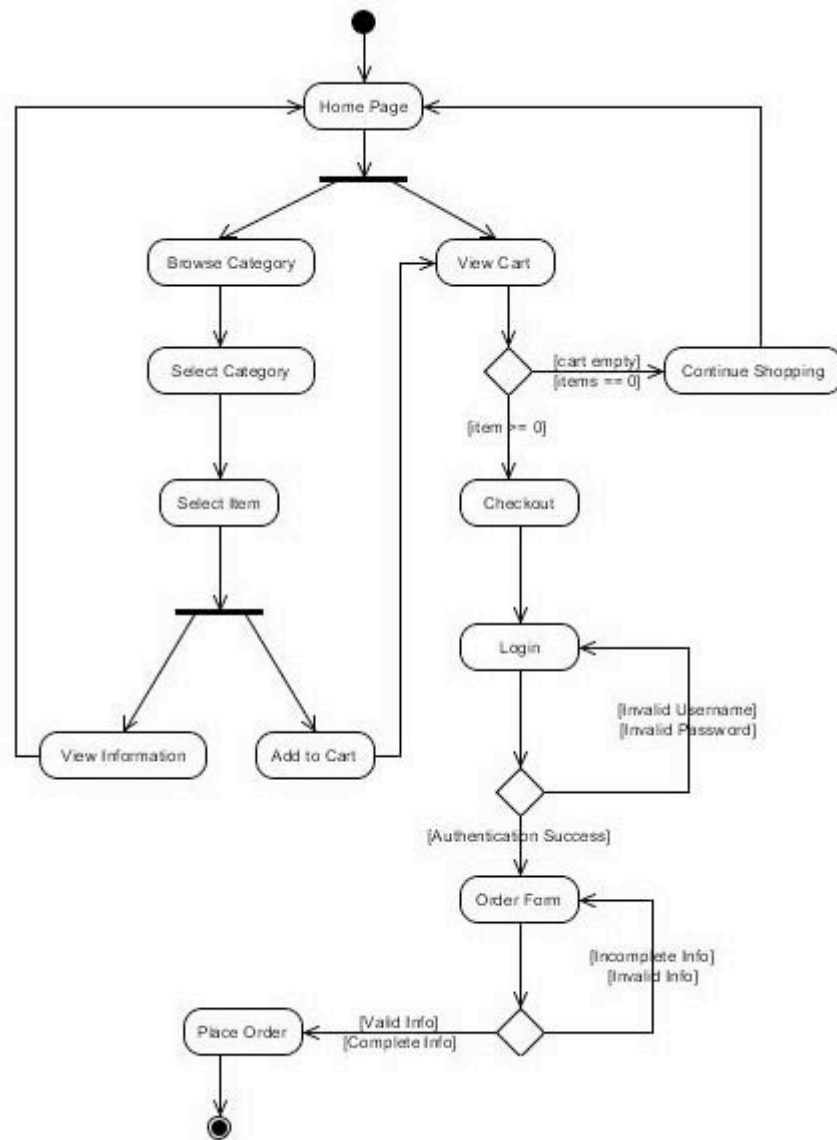 Home Page
Browse Category
View Cart
Select Category
[cart empty]
[items == 0]
Continue Shopping
[item >= 0]
Select Item
Checkout
Login
[Invalid Username]
[Invalid Password]
View Information
Add to Cart
[Authentication Success]
Order Form
[Incomplete Info]
[Invalid Info]
Place Order
[Valid Info]
[Complete Info]